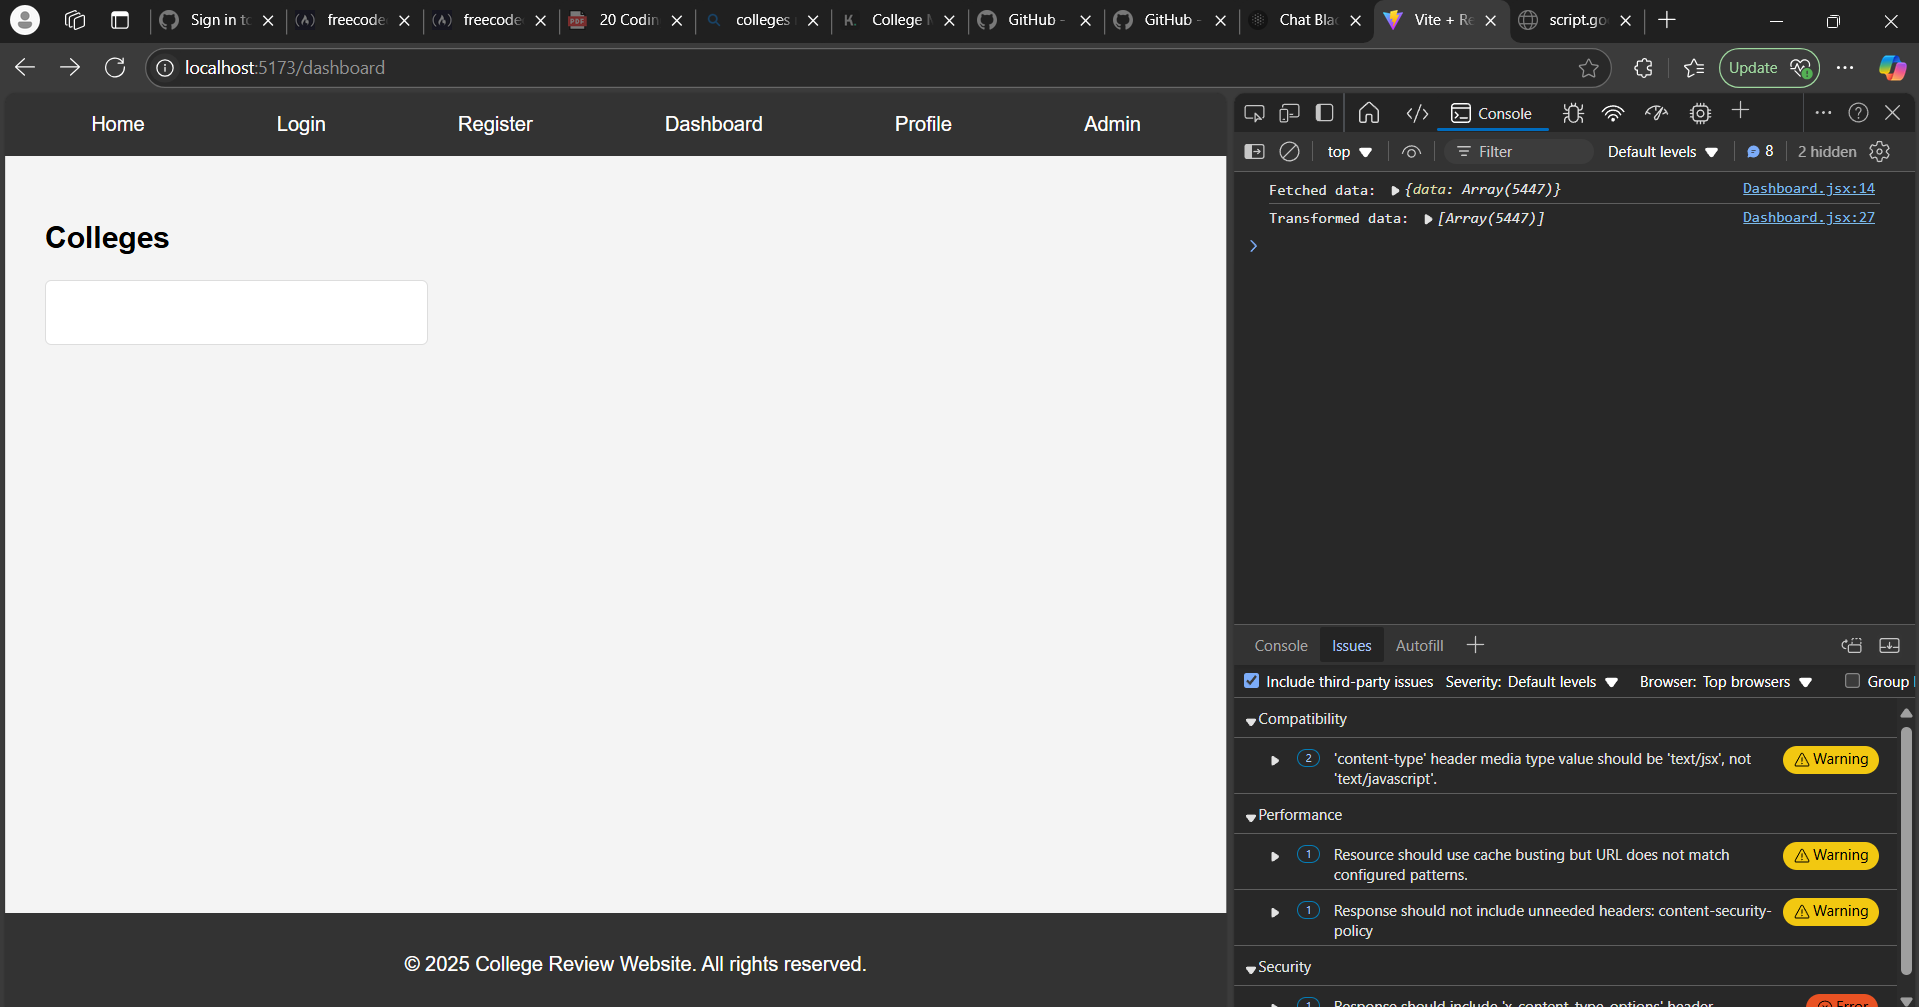 Sign in to
freecode
freecode
20 Codin
colleges
College M
GitHub -
GitHub -
Chat Blac
Vite + Re
script.goo
localhost:5173/dashboard
Update
Home
Login
Register
Dashboard
Profile
Admin
Colleges
© 2025 College Review Website. All rights reserved.
Console
top
Filter
Default levels
8
2 hidden
Fetched data: {data: Array(5447)}
Dashboard.jsx:14
Transformed data: [Array(5447)]
Dashboard.jsx:27
Console
Issues
Autofill
Include third-party issues
Severity: Default levels
Browser: Top browsers
Group
Compatibility
2
'content-type' header media type value should be 'text/jsx', not
'text/javascript'.
Warning
Performance
1
Resource should use cache busting but URL does not match
configured patterns.
Warning
1
Response should not include unneeded headers: content-security-
policy
Warning
Security
1
Response should include 'x-content-type-options' header.
Error